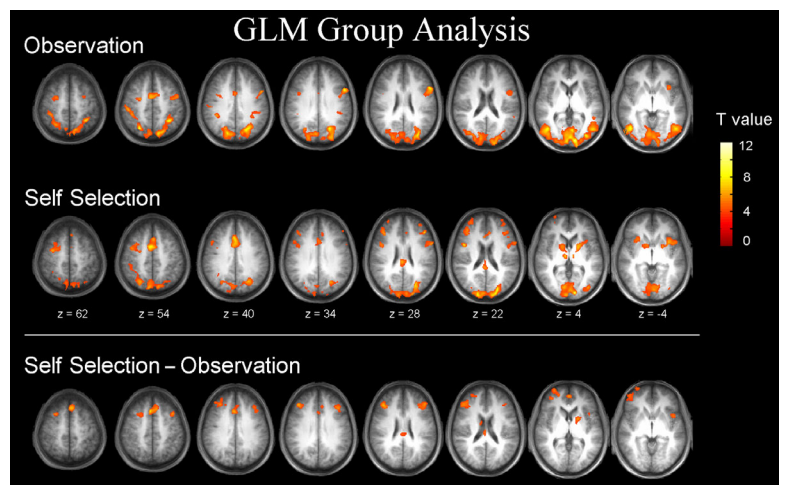 GLM Group Analysis
Observation
T value
12
8
4
0
Self Selection
z = 62
z = 54
z = 40
z = 34
z = 28
z = 22
z = 4
z = -4
Self Selection – Observation